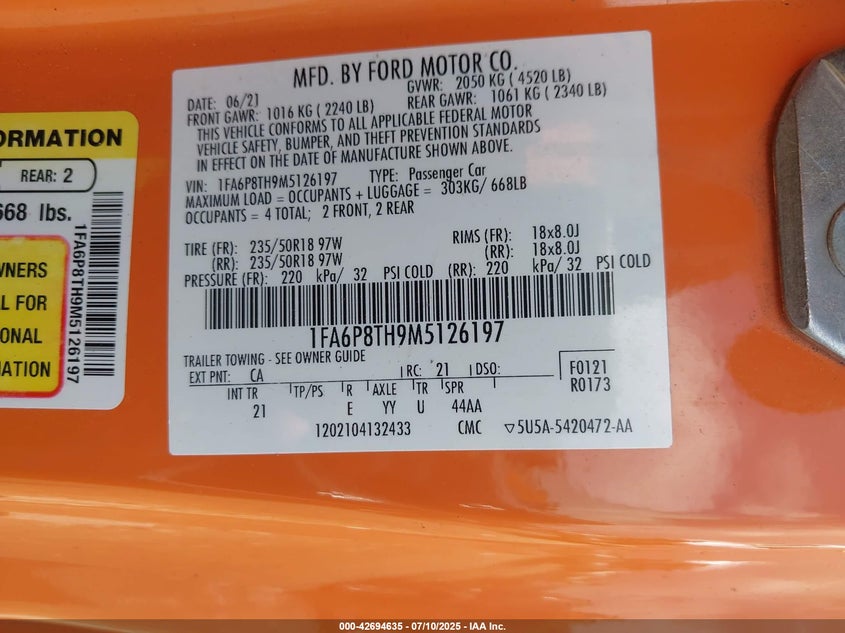 MFD. BY FORD MOTOR CO.
DATE: 06/21 GVWR: 2050 KG ( 4520 LB)
FRONT GAWR: 1016 KG ( 2240 LB) REAR GAWR: 1061 KG ( 2340 LB)
THIS VEHICLE CONFORMS TO ALL APPLICABLE FEDERAL MOTOR
VEHICLE SAFETY, BUMPER, AND THEFT PREVENTION STANDARDS
IN EFFECT ON THE DATE OF MANUFACTURE SHOWN ABOVE.
VIN: 1FA6P8TH9M5126197 TYPE: Passenger Car
MAXIMUM LOAD = OCCUPANTS + LUGGAGE = 303KG/ 668LB
OCCUPANTS = 4 TOTAL; 2 FRONT, 2 REAR
TIRE (FR): 235/50R18 97W RIMS (FR): 18x8.0J
(RR): 235/50R18 97W (RR): 18x8.0J
PRESSURE (FR): 220 kPa/ 32 PSI COLD (RR): 220 kPa/ 32 PSI COLD
1FA6P8TH9M5126197
TRAILER TOWING - SEE OWNER GUIDE
EXT PNT: CA RC: 21 DSO: F0121
R0173
INT TR TP/PS R AXLE TR SPR
21 E YY U 44AA
1202104132433 CMC ▽5U5A-5420472-AA
ORMATION
REAR: 2
668 lbs.
1FA6P8TH9M5126197
WNERS
L FOR
IONAL
MATION
000-42694635 - 07/10/2025 - IAA Inc.